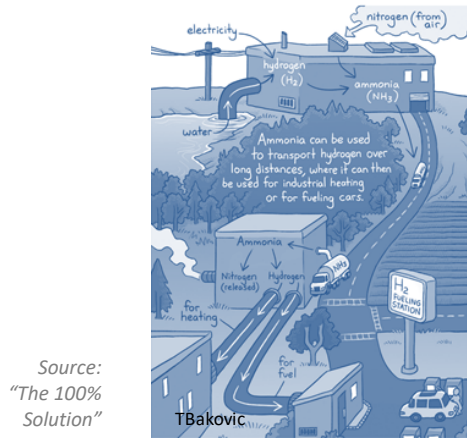 nitrogen (from)
air
electricity
hydrogen
(H2)
ammonia
(NH3)
water
Ammonia can be used
to transport hydrogen over
long distances, where it can then
be used for industrial heating
or for fueling cars.
Ammonia
NH3
Nitrogen
(released)
Hydrogen
H2
FUELING
STATION
for
heating
for
fuel
Source:
"The 100%
Solution"
TBakovic